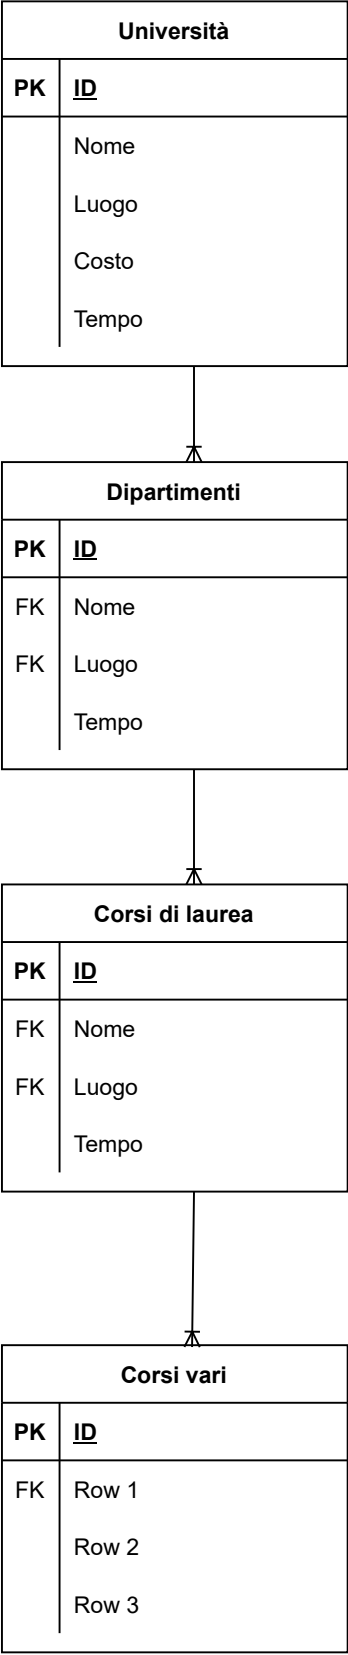 Università
PK ID
Nome
Luogo
Costo
Tempo
Dipartimenti
PK ID
FK Nome
FK Luogo
Tempo
Corsi di laurea
PK ID
FK Nome
FK Luogo
Tempo
Corsi vari
PK ID
FK Row 1
Row 2
Row 3